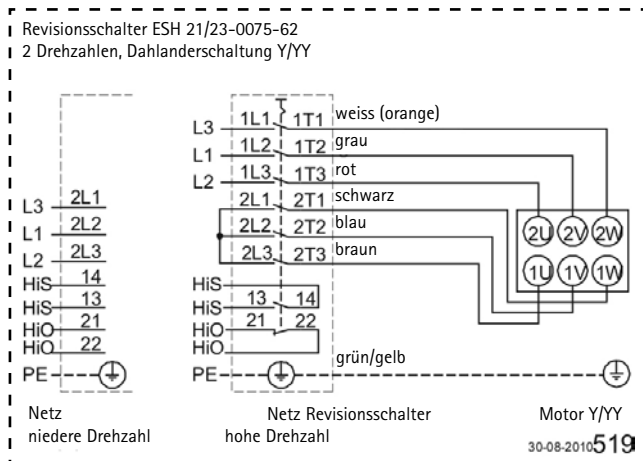 Revisionsschalter ESH 21/23-0075-62
2 Drehzahlen, Dahlanderschaltung Y/YY
L3 2L1
L1 2L2
L2 2L3
HiS 14
HiS 13
HiO 21
HiO 22
PE
Netz
niedere Drehzahl
L3 1L1 1T1 weiss (orange)
L1 1L2 1T2 grau
L2 1L3 1T3 rot
2L1 2T1 schwarz
2L2 2T2 blau
2L3 2T3 braun
HiS
HiS 13 14
HiO 21 22
HiO
PE grün/gelb
Netz Revisionsschalter
hohe Drehzahl
2U 2V 2W
1U 1V 1W
Motor Y/YY
30-08-2010 519